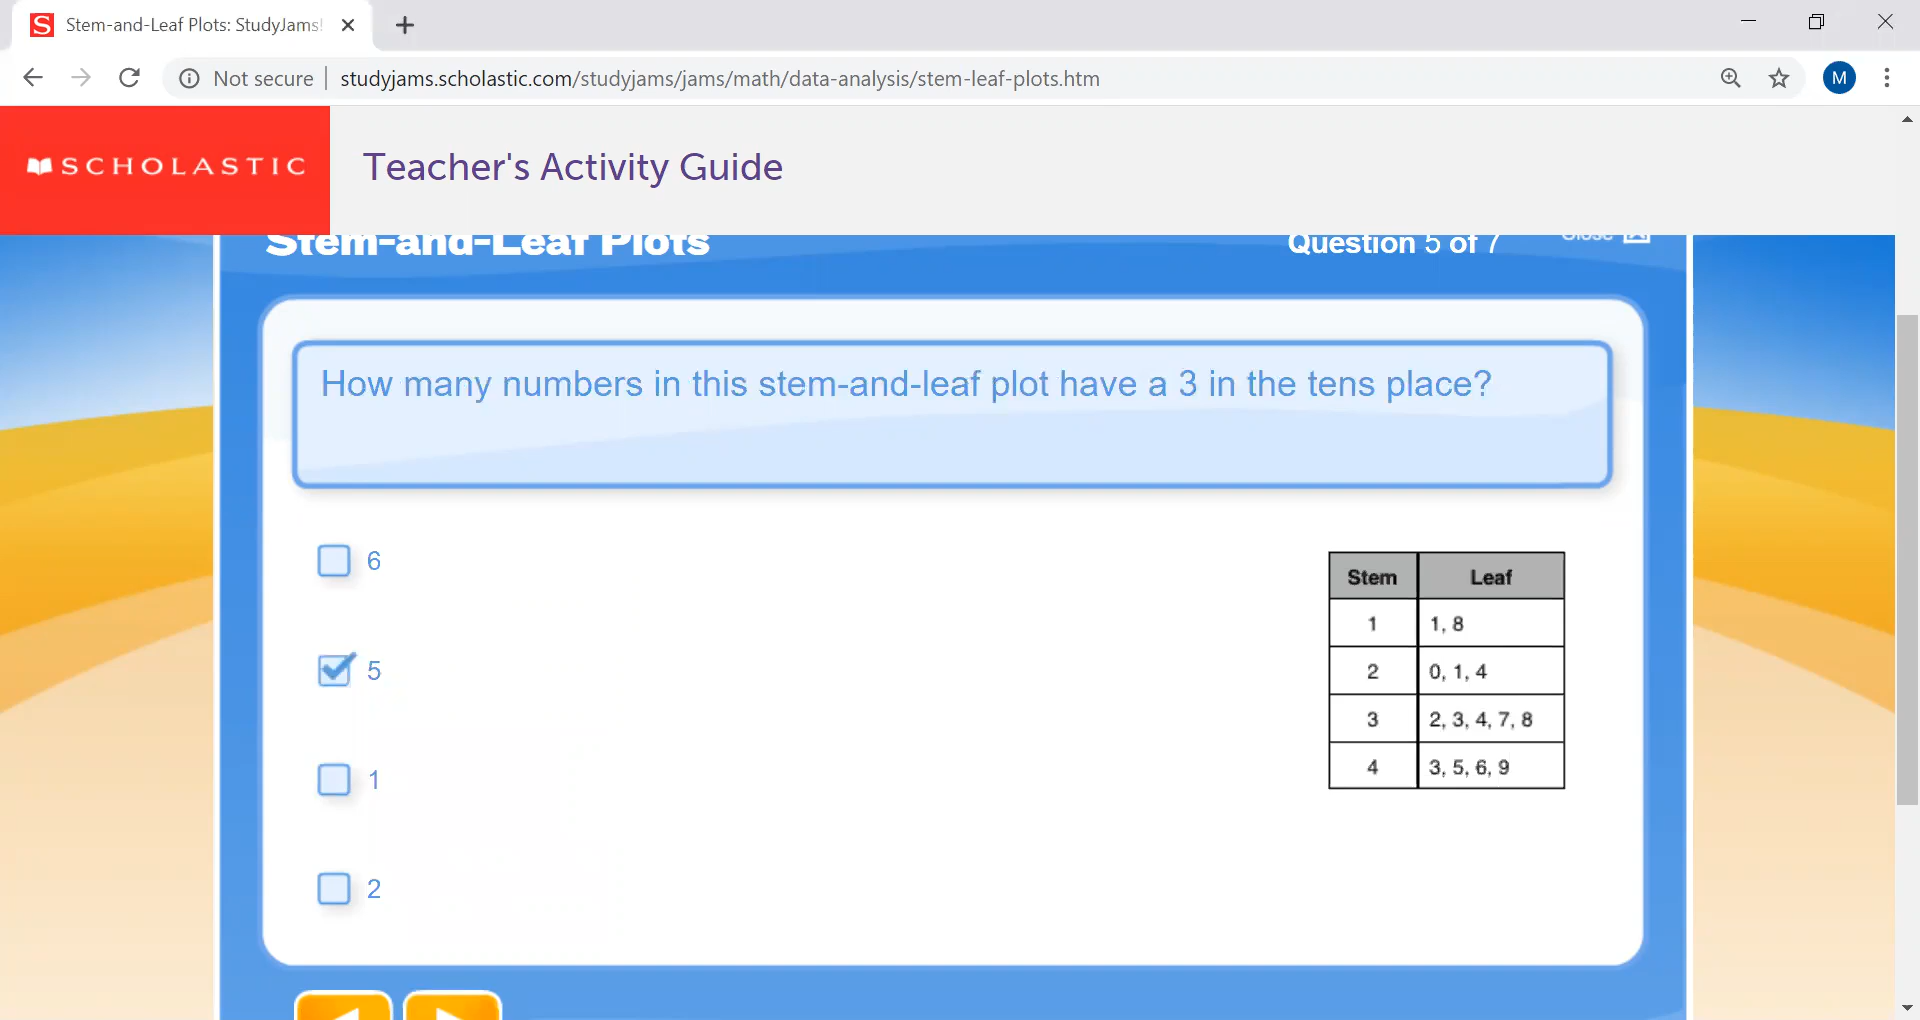 Stem-and-Leaf Plots: StudyJams!
Not secure | studyjams.scholastic.com/studyjams/jams/math/data-analysis/stem-leaf-plots.htm
M
SCHOLASTIC
Teacher's Activity Guide
Stem-and-Leaf Plots
Question 5 of 7
Close
How many numbers in this stem-and-leaf plot have a 3 in the tens place?
6
5
1
2
Stem Leaf
1 1, 8
2 0, 1, 4
3 2, 3, 4, 7, 8
4 3, 5, 6, 9